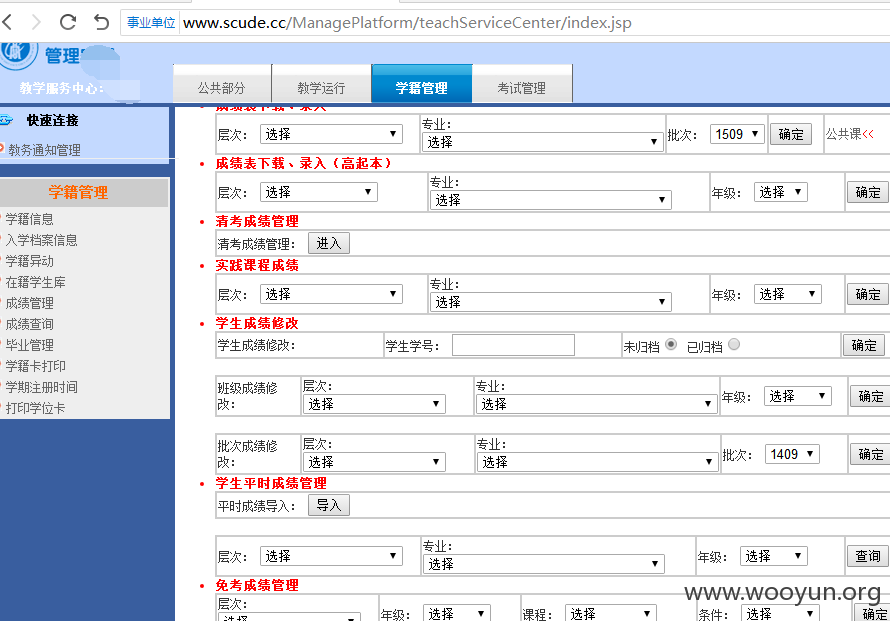 事业单位 www.scude.cc/ManagePlatform/teachServiceCenter/index.jsp
管理
教学服务中心:
公共部分 教学运行 学籍管理 考试管理
快速连接
教务通知管理
学籍管理
学籍信息
入学档案信息
学籍异动
在籍学生库
成绩管理
成绩查询
毕业管理
学籍卡打印
学期注册时间
打印学位卡
成绩表下载、录入
层次: 选择 专业: 选择 批次: 1509 确定 公共课<<
成绩表下载、录入(高起本)
层次: 选择 专业: 选择 年级: 选择 确定
清考成绩管理
清考成绩管理: 进入
实践课程成绩
层次: 选择 专业: 选择 年级: 选择 确定
学生成绩修改
学生成绩修改: 学生学号: 未归档 已归档 确定
班级成绩修改: 层次: 选择 专业: 选择 年级: 选择 确定
批次成绩修改: 层次: 选择 专业: 选择 批次: 1409 确定
学生平时成绩管理
平时成绩导入: 导入
层次: 选择 专业: 选择 年级: 选择 查询
免考成绩管理
层次: 选择 年级: 选择 课程: 选择 条件: 选择 确定
www.wooyun.org